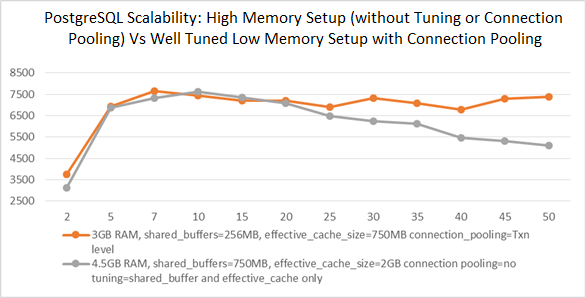 PostgreSQL Scalability: High Memory Setup (without Tuning or Connection
Pooling) Vs Well Tuned Low Memory Setup with Connection Pooling
8500
7500
6500
5500
4500
3500
2500
2 5 7 10 15 20 25 30 35 40 45 50
3GB RAM, shared_buffers=256MB, effective_cache_size=750MB connection_pooling=Txn
level
4.5GB RAM, shared_buffers=750MB, effective_cache_size=2GB connection pooling=no
tuning=shared_buffer and effective_cache only